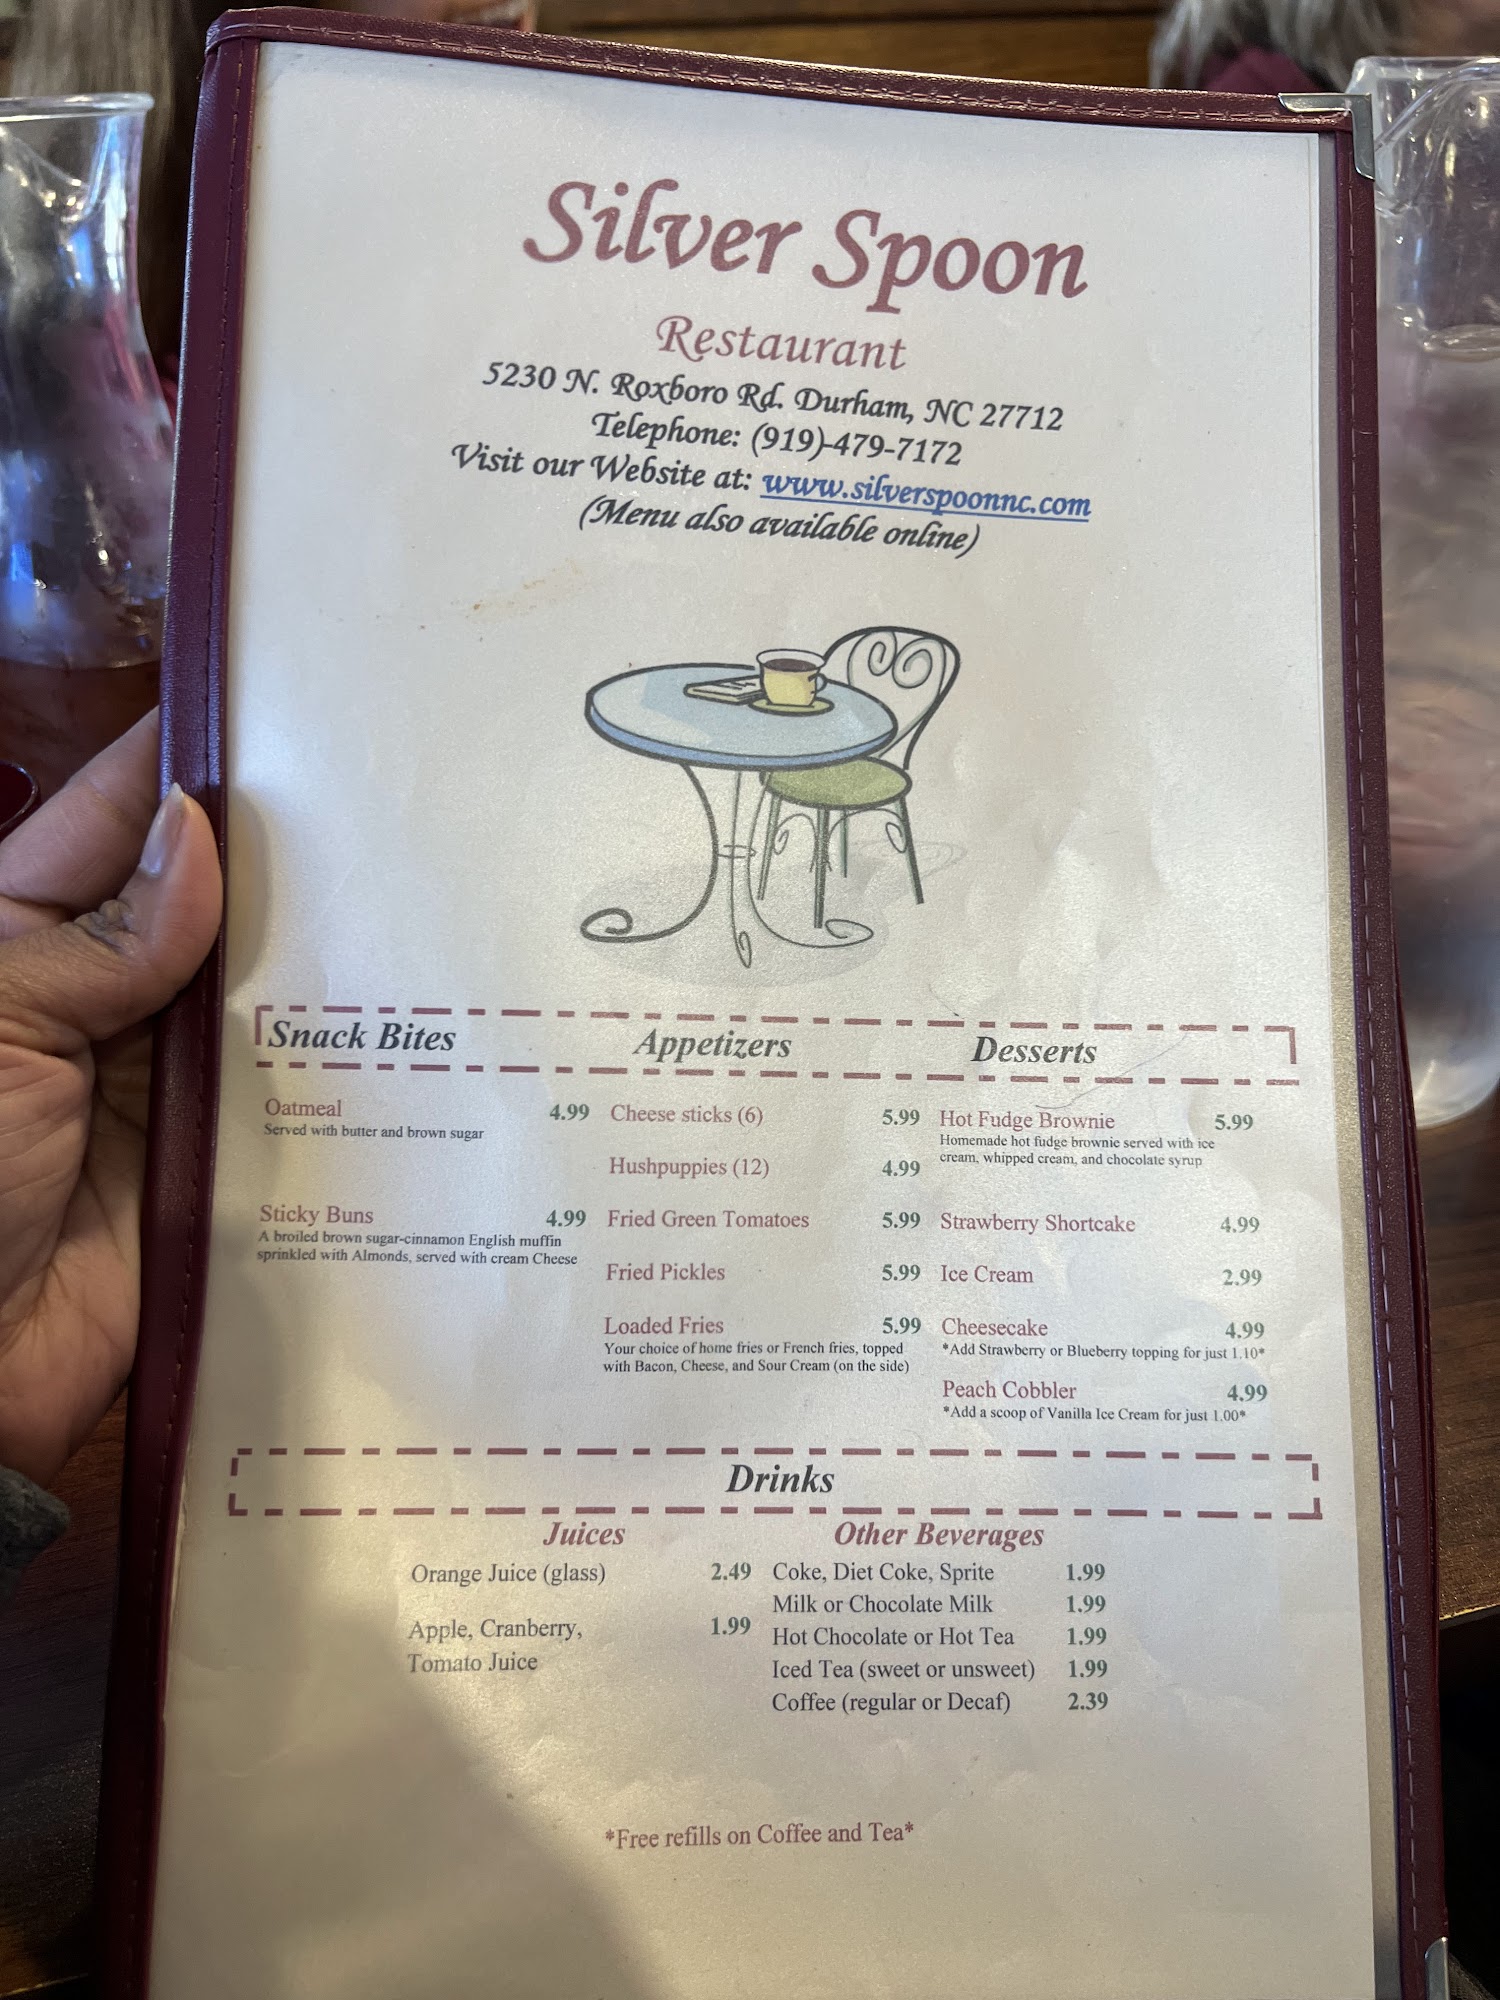 Silver Spoon
Restaurant
5230 N. Roxboro Rd. Durham, NC 27712
Telephone: (919)-479-7172
Visit our Website at: www.silverspoonnc.com
(Menu also available online)
Snack Bites
Oatmeal 4.99
Served with butter and brown sugar
Sticky Buns 4.99
A broiled brown sugar-cinnamon English muffin
sprinkled with Almonds, served with cream Cheese
Appetizers
Cheese sticks (6) 5.99
Hushpuppies (12) 4.99
Fried Green Tomatoes 5.99
Fried Pickles 5.99
Loaded Fries 5.99
Your choice of home fries or French fries, topped
with Bacon, Cheese, and Sour Cream (on the side)
Desserts
Hot Fudge Brownie 5.99
Homemade hot fudge brownie served with ice
cream, whipped cream, and chocolate syrup
Strawberry Shortcake 4.99
Ice Cream 2.99
Cheesecake 4.99
*Add Strawberry or Blueberry topping for just 1.10*
Peach Cobbler 4.99
*Add a scoop of Vanilla Ice Cream for just 1.00*
Drinks
Juices
Orange Juice (glass) 2.49
Apple, Cranberry, 1.99
Tomato Juice
Other Beverages
Coke, Diet Coke, Sprite 1.99
Milk or Chocolate Milk 1.99
Hot Chocolate or Hot Tea 1.99
Iced Tea (sweet or unsweet) 1.99
Coffee (regular or Decaf) 2.39
*Free refills on Coffee and Tea*